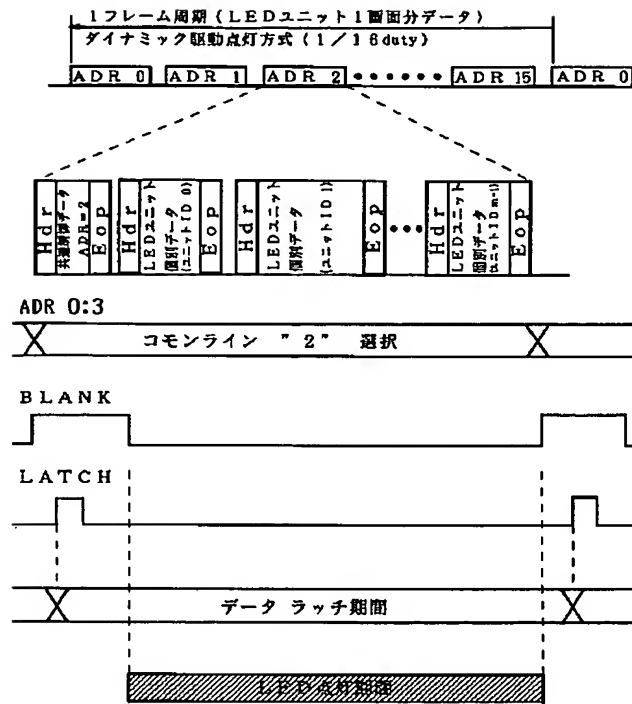 1フレーム周期(LEDユニット1画面分データ)
ダイナミック駆動点灯方式(1/16duty)
ADR 0 ADR 1 ADR 2 •••••• ADR 15 ADR 0
Hdr
共通制御データ
ADR=2
Eop
Hdr
LEDユニット
個別データ
(ユニットID 0)
Eop
Hdr
LEDユニット
個別データ
(ユニットID 1)
Eop
•••
Hdr
LEDユニット
個別データ
(ユニットID m-1)
Eop
ADR 0:3
コモンライン "2" 選択
BLANK
LATCH
データ ラッチ期間
LED点灯期間